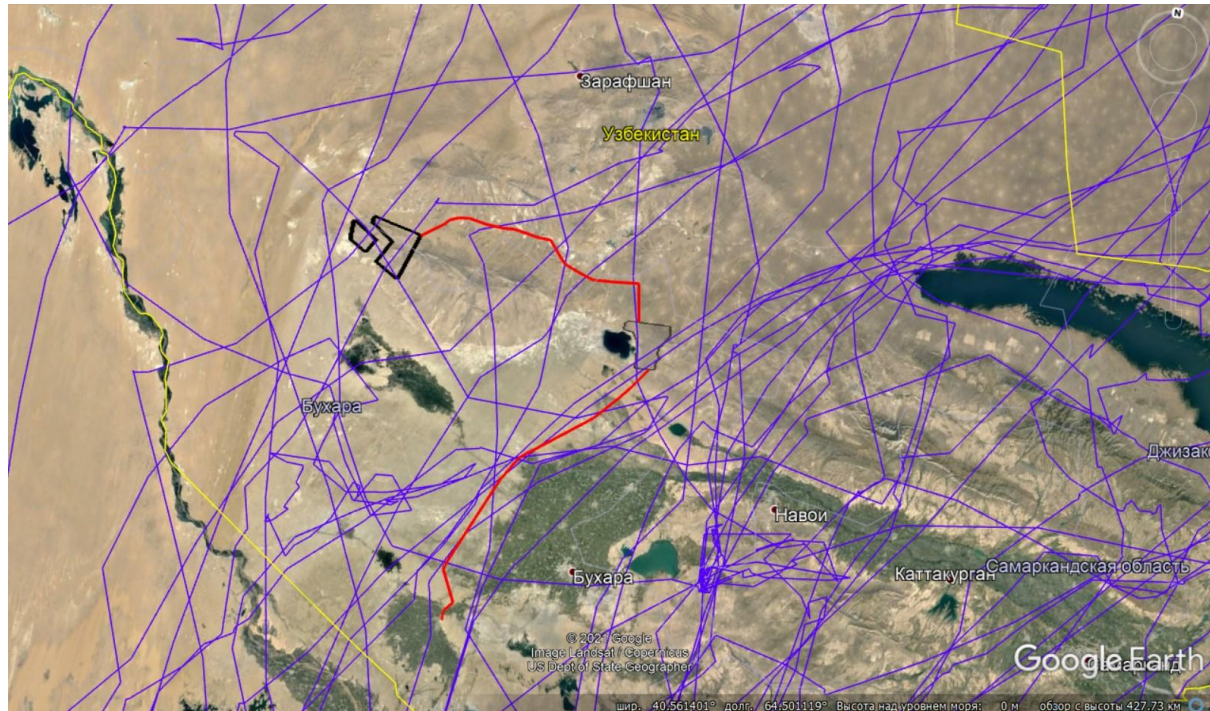 N
Зарафшан
Узбекистан
Бухара
Джизак
Навои
Самаркандская область
Каттакурган
Бухара
© 2021 Google
Image Landsat / Copernicus
US Dept of State Geographer
Google Earth
шир. 40.561401° долг. 64.501119° Высота над уровнем моря: 0 м обзор с высоты 427.73 км